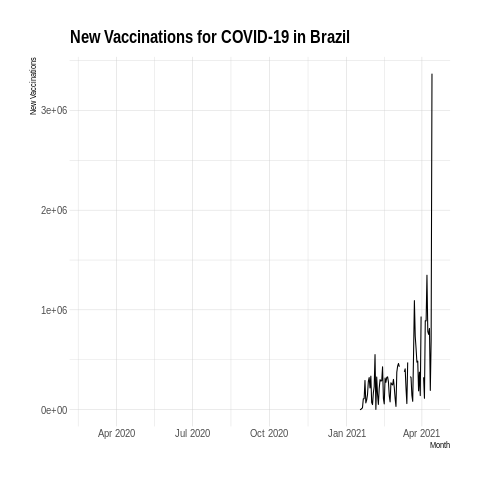 New Vaccinations for COVID-19 in Brazil
New Vaccinations
3e+06
2e+06
1e+06
0e+00
Apr 2020 Jul 2020 Oct 2020 Jan 2021 Apr 2021
Month